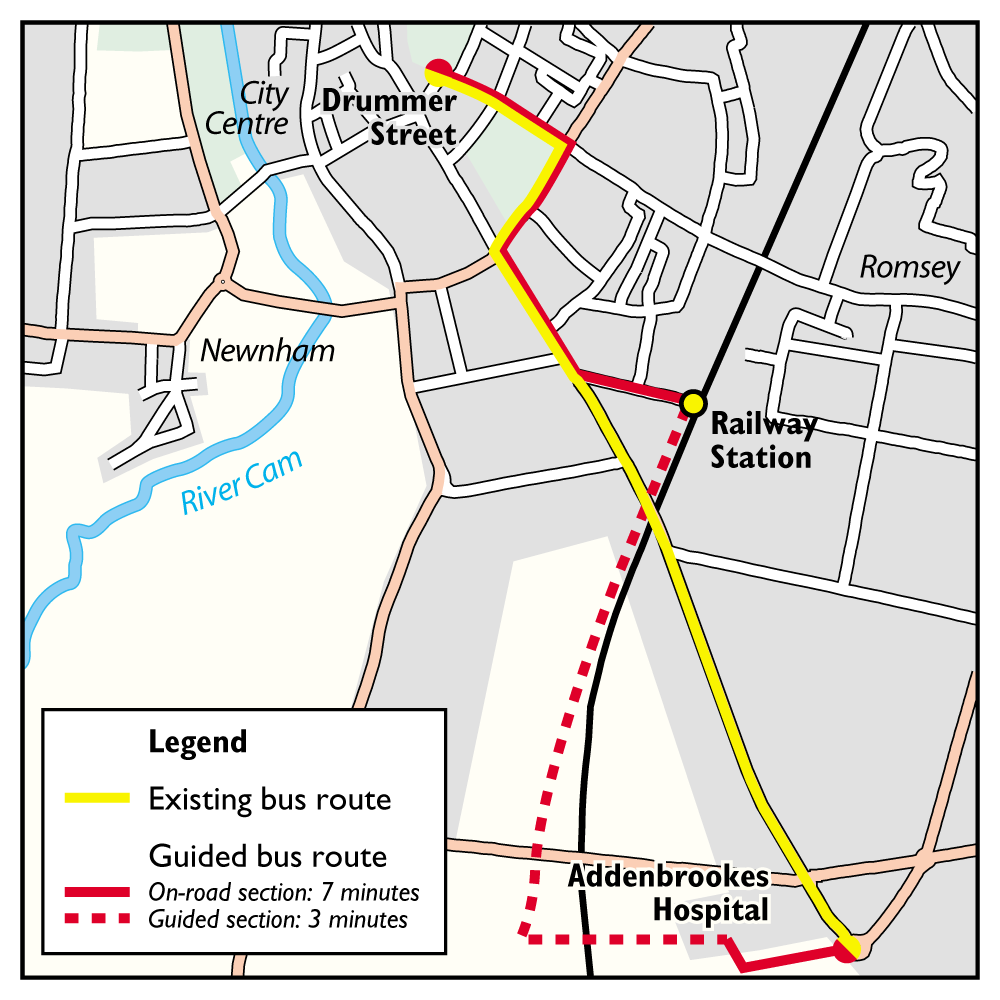 City
Centre
Drummer
Street
Romsey
Newnham
Railway
Station
River Cam
Legend
Existing bus route
Guided bus route
On-road section: 7 minutes
Guided section: 3 minutes
Addenbrookes
Hospital